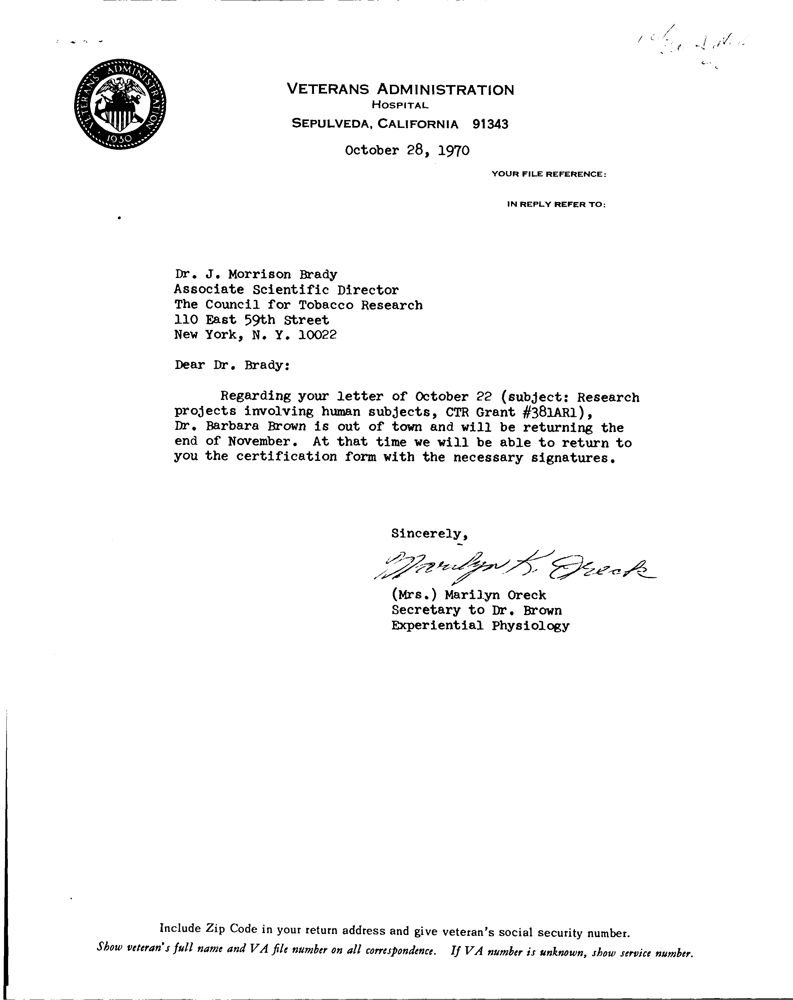 VETERANS ADMINISTRATION
1930
VETERANS ADMINISTRATION
HOSPITAL
SEPULVEDA, CALIFORNIA 91343
October 28, 1970
YOUR FILE REFERENCE:
IN REPLY REFER TO:
Dr. J. Morrison Brady
Associate Scientific Director
The Council for Tobacco Research
110 East 59th Street
New York, N. Y. 10022
Dear Dr. Brady:
Regarding your letter of October 22 (subject: Research
projects involving human subjects, CTR Grant #381AR1),
Dr. Barbara Brown is out of town and will be returning the
end of November. At that time we will be able to return to
you the certification form with the necessary signatures.
Sincerely,
Marilyn K. Oreck
(Mrs.) Marilyn Oreck
Secretary to Dr. Brown
Experiential Physiology
Include Zip Code in your return address and give veteran's social security number.
Show veteran's full name and VA file number on all correspondence. If VA number is unknown, show service number.